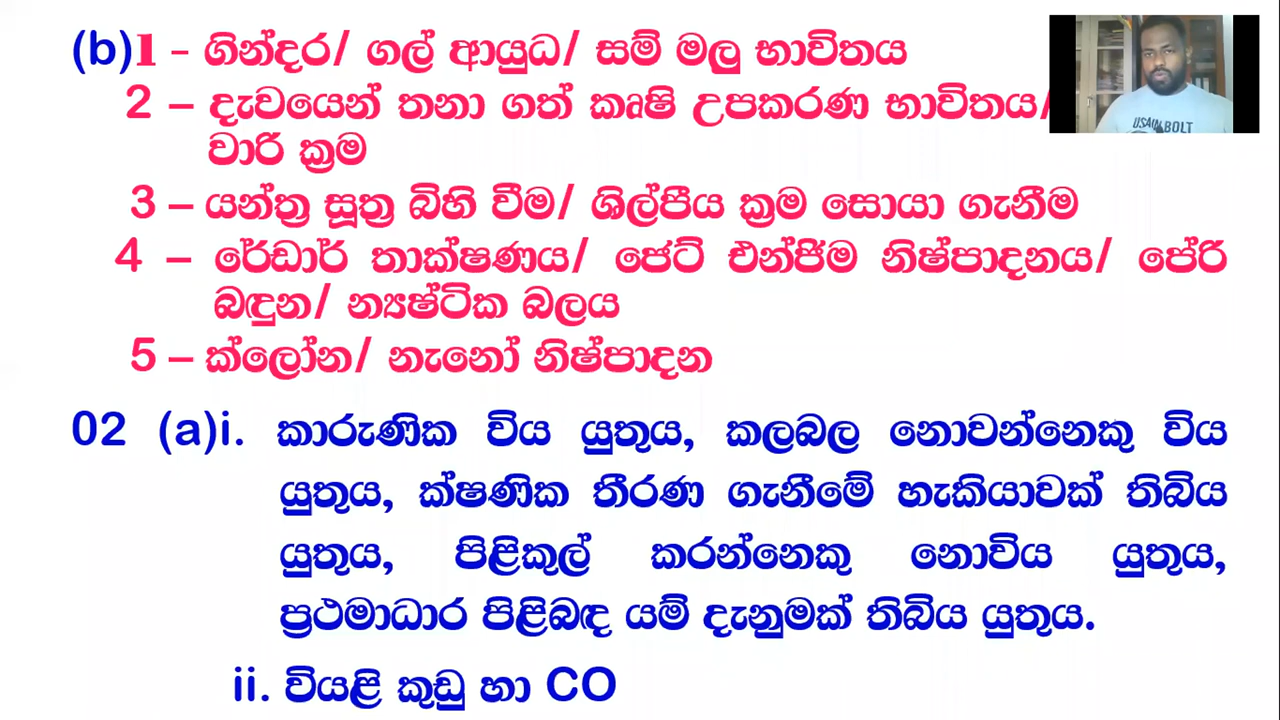 (b)1 - ගින්දර/ ගල් ආයුධ/ සම් මලු භාවිතය
2 – දැවයෙන් තනා ගත් කෘෂි උපකරණ භාවිතය/
වාරි ක්‍රම
3 – යන්ත්‍ර සූත්‍ර බිහි වීම/ ශිල්පීය ක්‍රම සොයා ගැනීම
4 – රේඩාර් තාක්ෂණය/ ජෙට් එන්ජිම නිෂ්පාදනය/ පේරි
බඳුන/ න්‍යෂ්ටික බලය
5 – ක්ලෝන/ නැනෝ නිෂ්පාදන
02 (a)i. කාරුණික විය යුතුය, කලබල නොවන්නෙකු විය
යුතුය, ක්ෂණික තීරණ ගැනීමේ හැකියාවක් තිබිය
යුතුය, පිළිකුල් කරන්නෙකු නොවිය යුතුය,
ප්‍රථමාධාර පිළිබඳ යම් දැනුමක් තිබිය යුතුය.
ii. වියළි කුඩු හා CO
USAIN BOLT